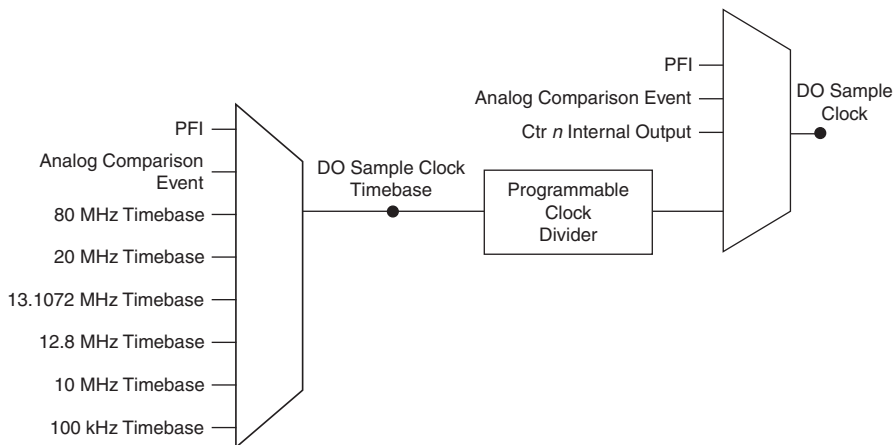 PFI
Analog Comparison Event
Ctr n Internal Output
DO Sample
Clock
PFI
Analog Comparison
Event
80 MHz Timebase
20 MHz Timebase
13.1072 MHz Timebase
12.8 MHz Timebase
10 MHz Timebase
100 kHz Timebase
DO Sample Clock
Timebase
Programmable
Clock
Divider